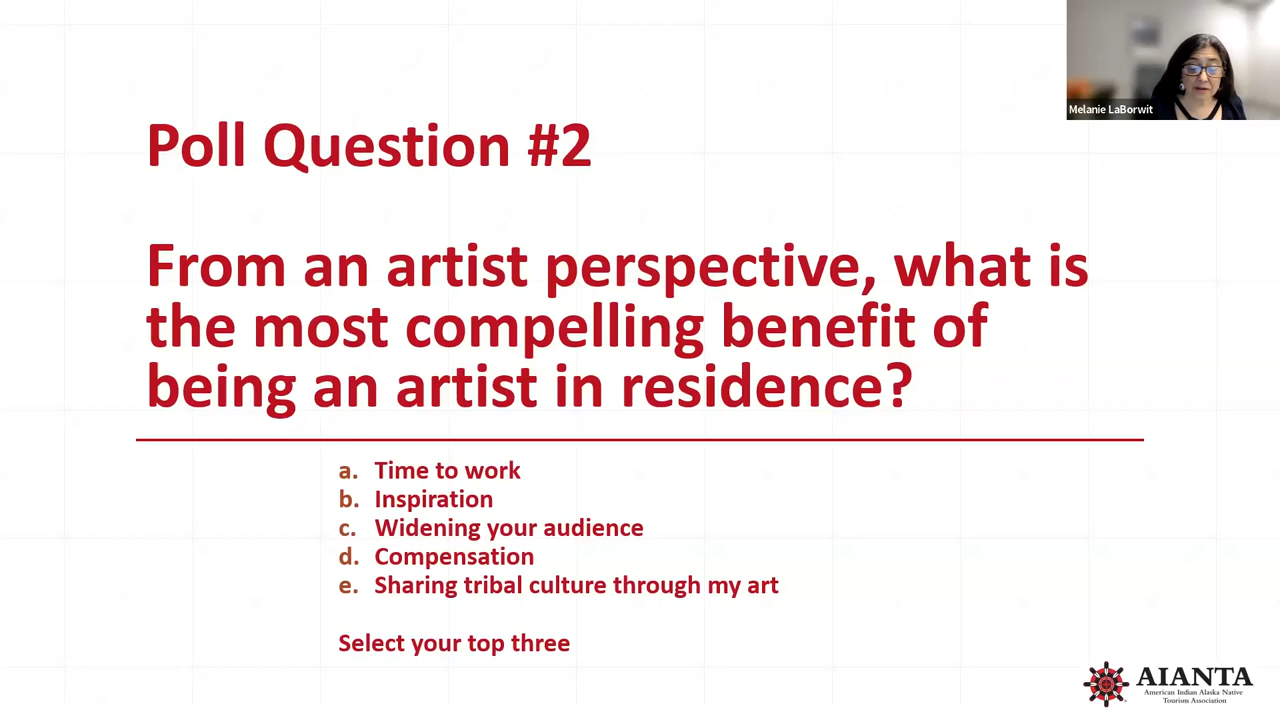 Melanie LaBorwit
Poll Question #2
From an artist perspective, what is
the most compelling benefit of
being an artist in residence?
a. Time to work
b. Inspiration
c. Widening your audience
d. Compensation
e. Sharing tribal culture through my art
Select your top three
AIANTA
American Indian Alaska Native
Tourism Association